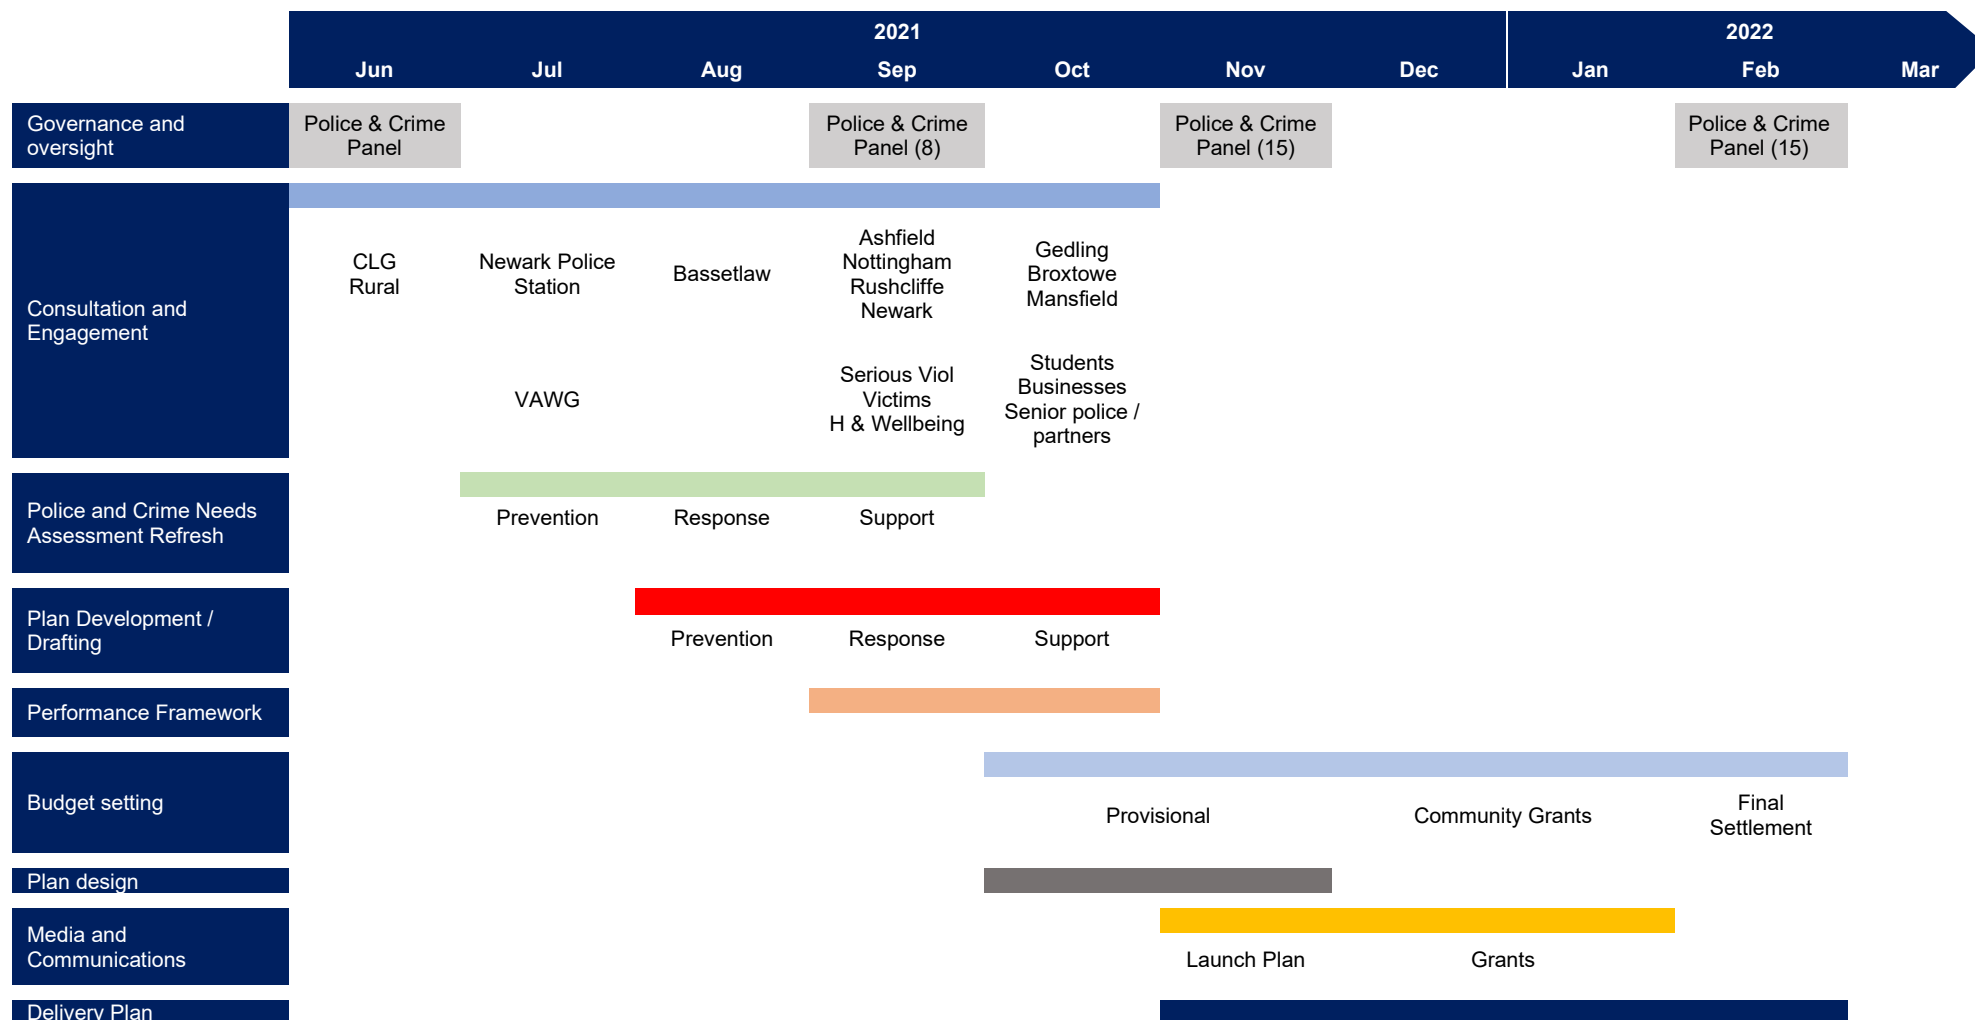 2021
2022
Jun
Jul
Aug
Sep
Oct
Nov
Dec
Jan
Feb
Mar
Governance and
oversight
Police & Crime
Panel
Police & Crime
Panel (8)
Police & Crime
Panel (15)
Police & Crime
Panel (15)
Consultation and
Engagement
CLG
Rural
Newark Police
Station
Bassetlaw
Ashfield
Nottingham
Rushcliffe
Newark
Gedling
Broxtowe
Mansfield
VAWG
Serious Viol
Victims
H & Wellbeing
Students
Businesses
Senior police /
partners
Police and Crime Needs
Assessment Refresh
Prevention
Response
Support
Plan Development /
Drafting
Prevention
Response
Support
Performance Framework
Budget setting
Provisional
Community Grants
Final
Settlement
Plan design
Media and
Communications
Launch Plan
Grants
Delivery Plan